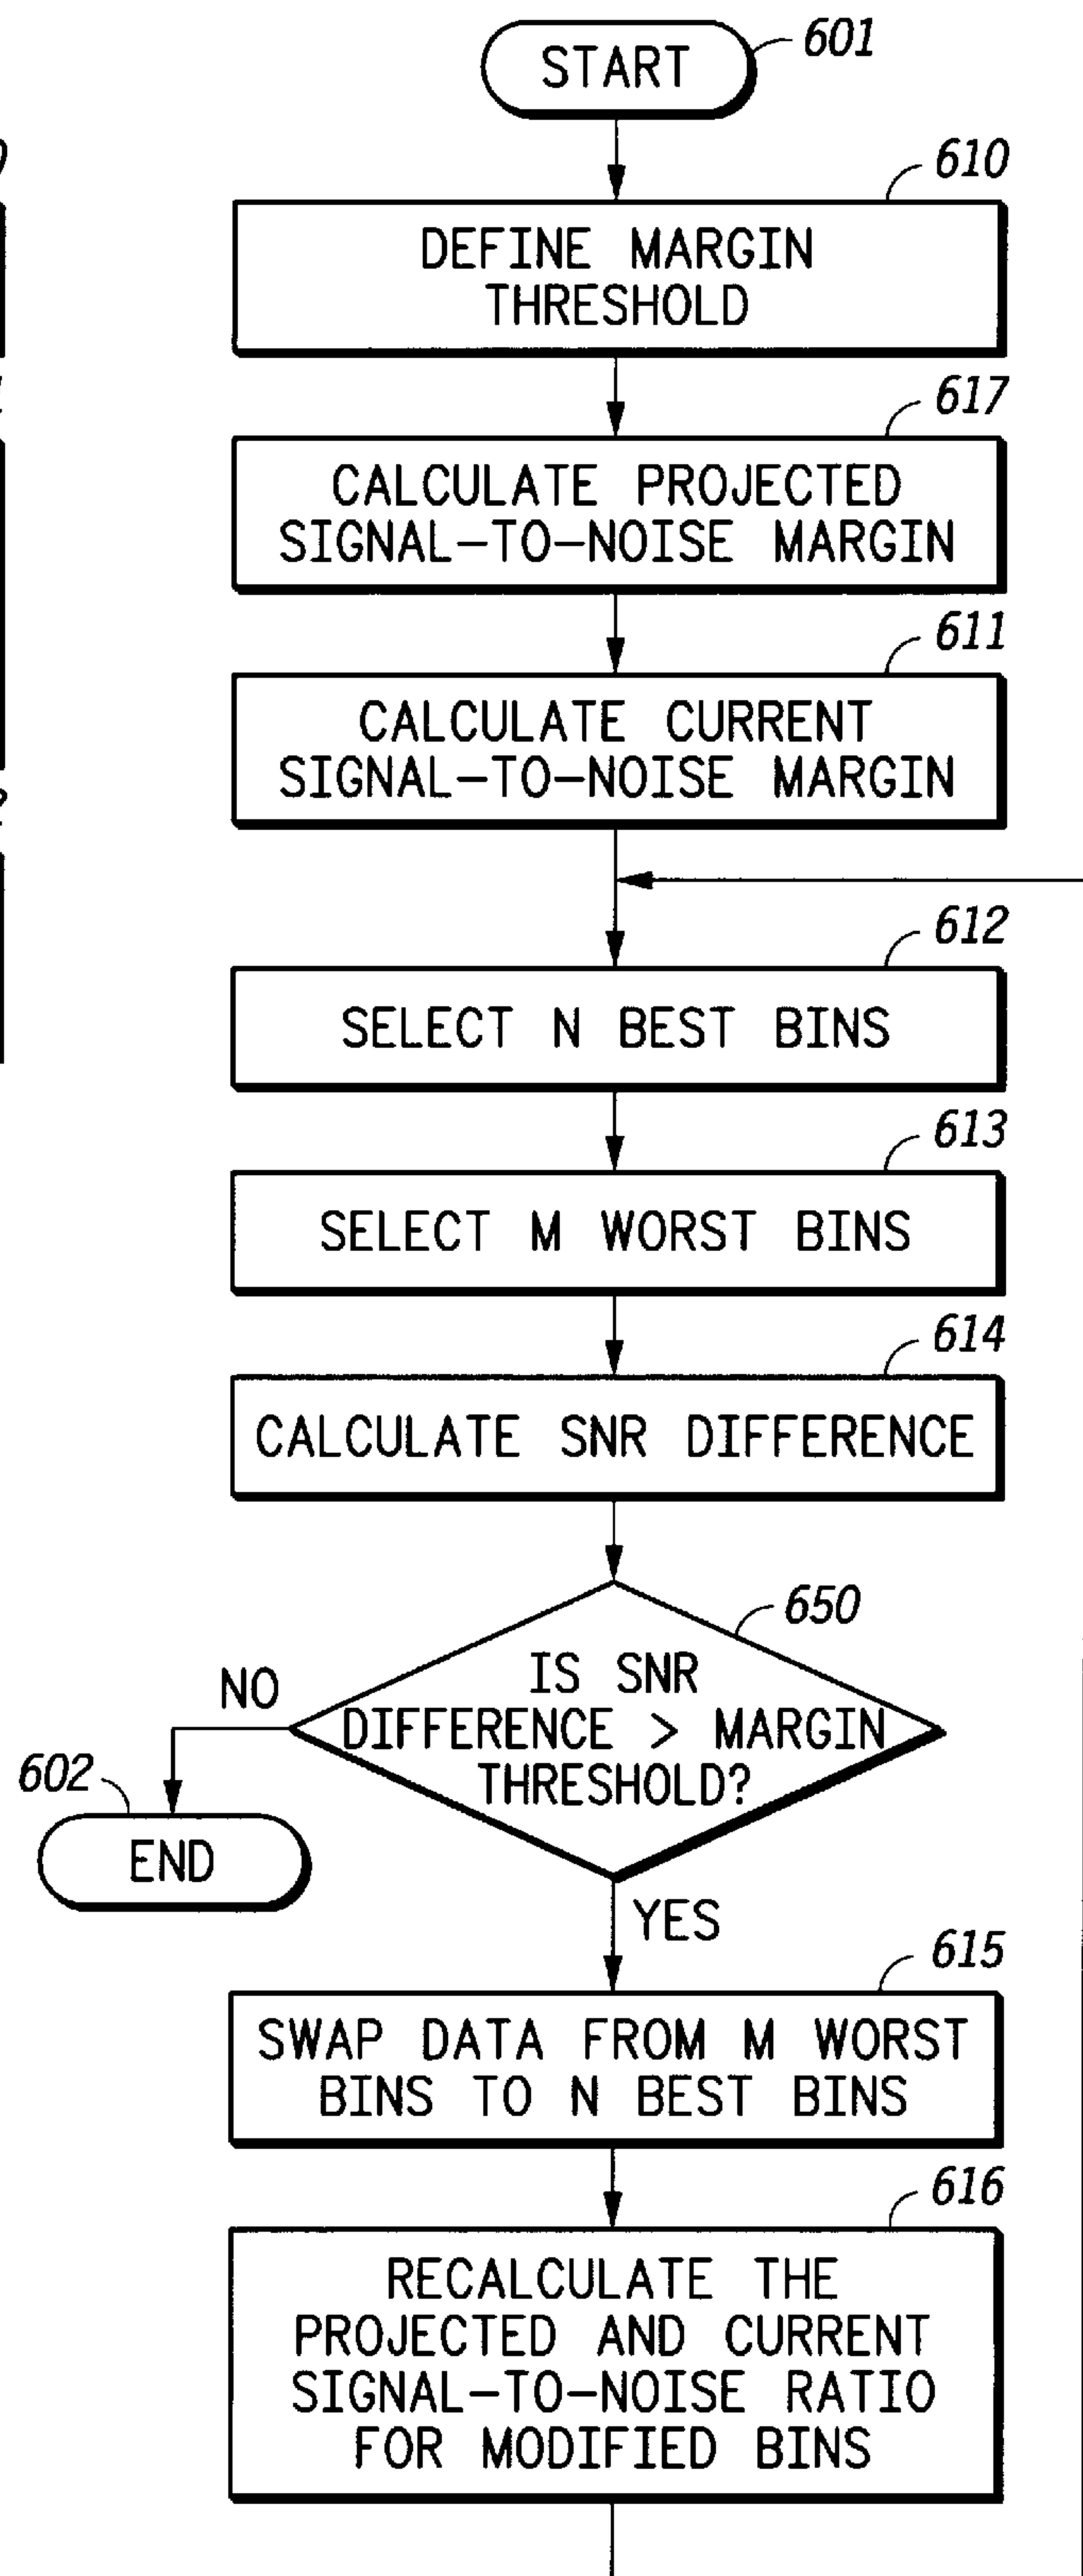 START
601
610
DEFINE MARGIN
THRESHOLD
617
CALCULATE PROJECTED
SIGNAL-TO-NOISE MARGIN
611
CALCULATE CURRENT
SIGNAL-TO-NOISE MARGIN
612
SELECT N BEST BINS
613
SELECT M WORST BINS
614
CALCULATE SNR DIFFERENCE
650
IS SNR
DIFFERENCE > MARGIN
THRESHOLD?
NO
602
END
YES
615
SWAP DATA FROM M WORST
BINS TO N BEST BINS
616
RECALCULATE THE
PROJECTED AND CURRENT
SIGNAL-TO-NOISE RATIO
FOR MODIFIED BINS